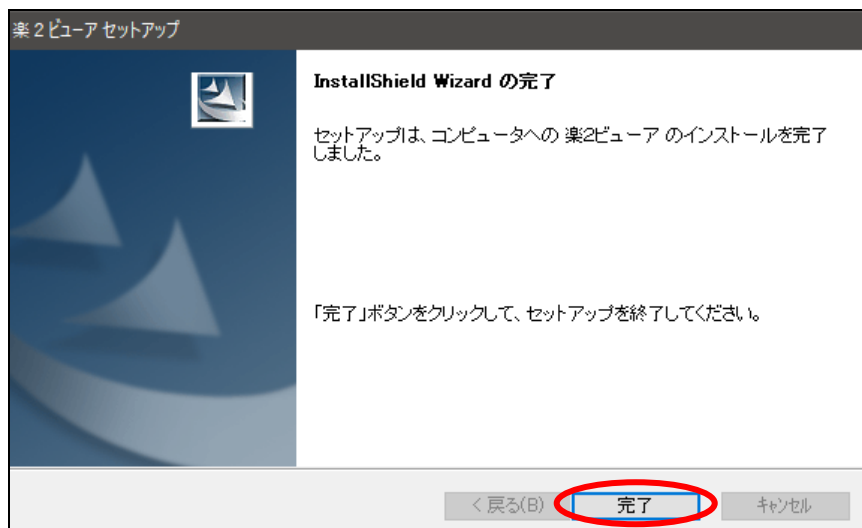 楽2ビューア セットアップ
InstallShield Wizard の完了
セットアップは、コンピュータへの 楽2ビューア のインストールを完了
しました。
「完了」ボタンをクリックして、セットアップを終了してください。
< 戻る(B)
完了
キャンセル